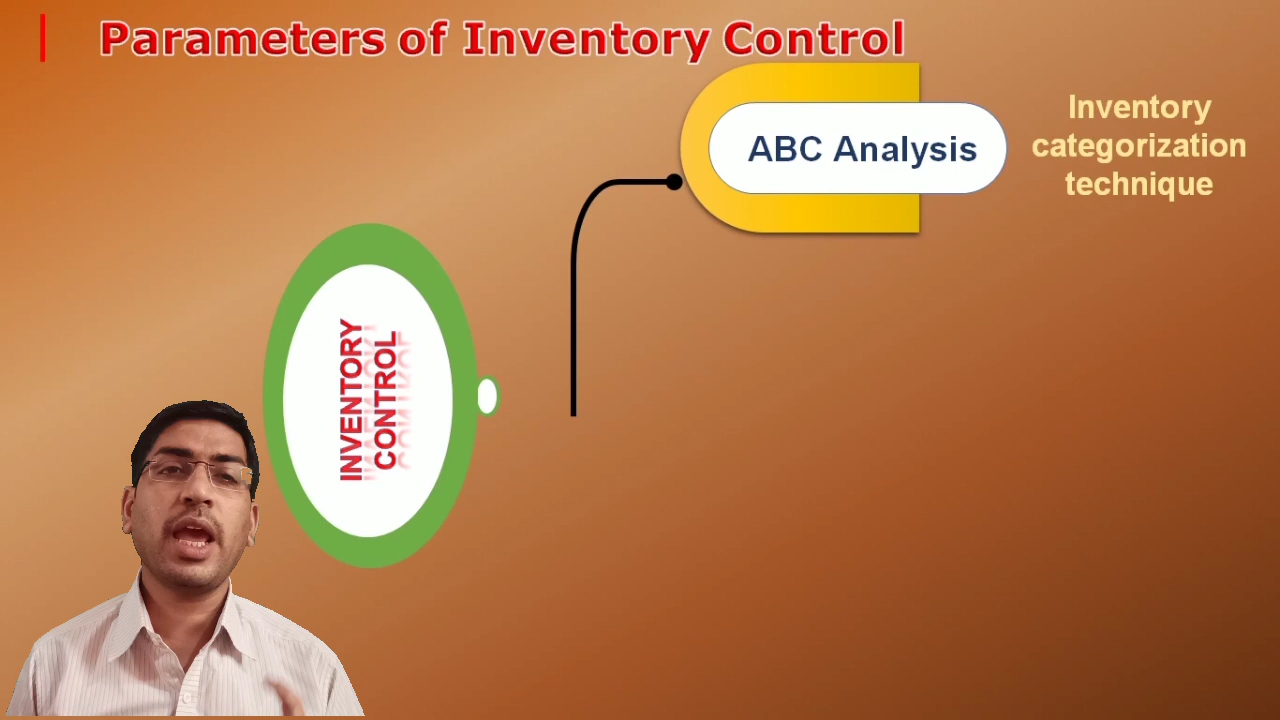 Parameters of Inventory Control
ABC Analysis
Inventory
categorization
technique
INVENTORY
CONTROL